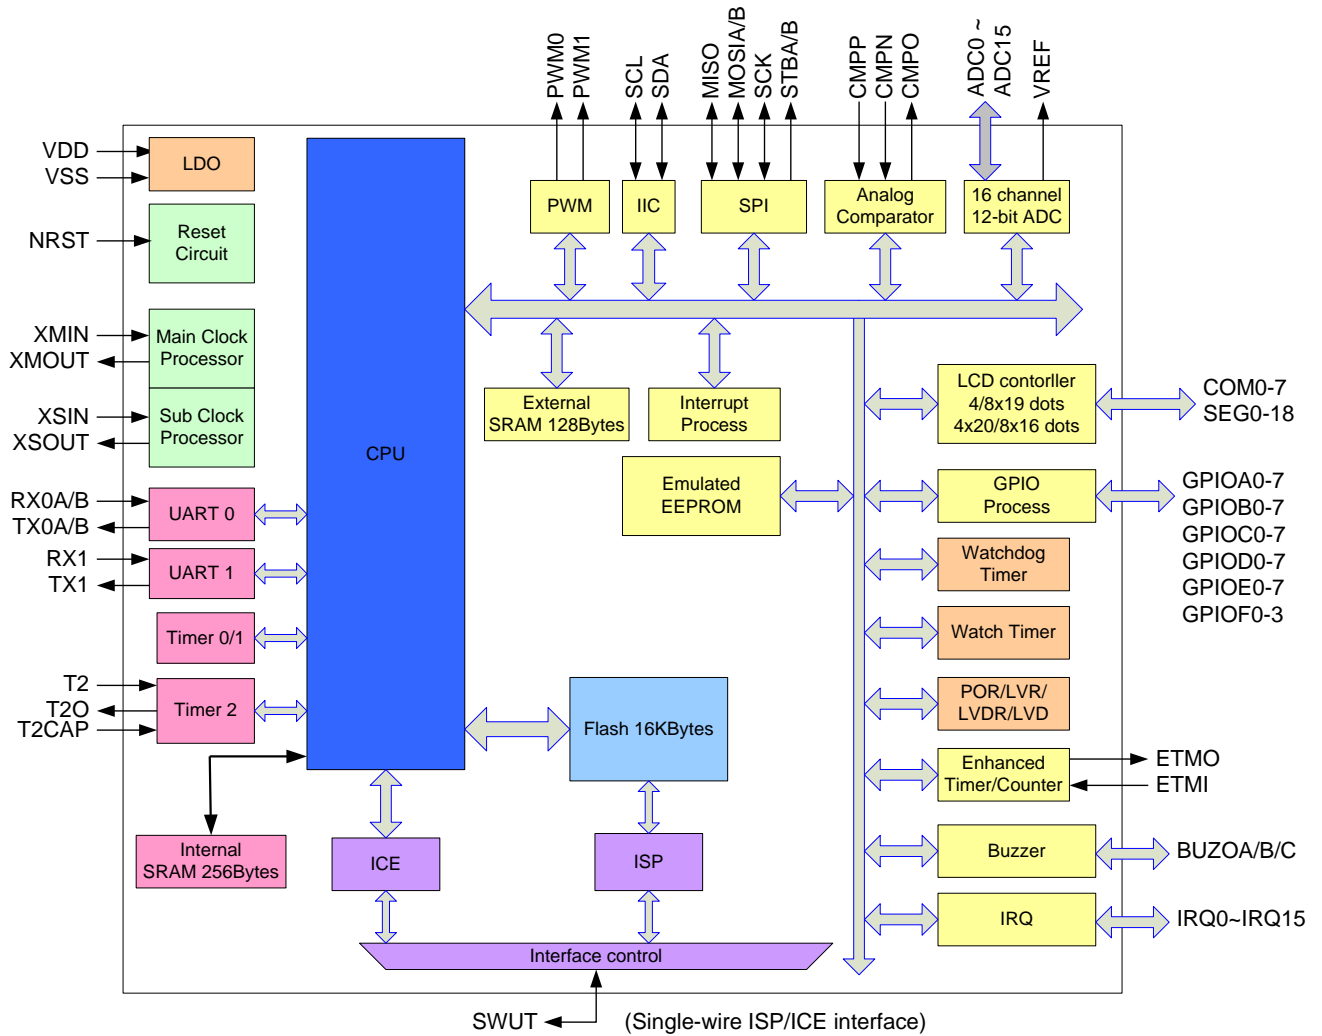 PWM0
PWM1
SCL
SDA
MISO
MOSIA/B
SCK
STBA/B
CMPP
CMPN
CMPO
ADC0 ~
ADC15
VREF
VDD
VSS
LDO
NRST
Reset
Circuit
XMIN
XMOUT
Main Clock
Processor
XSIN
XSOUT
Sub Clock
Processor
RX0A/B
TX0A/B
UART 0
RX1
TX1
UART 1
Timer 0/1
T2
T2O
T2CAP
Timer 2
Internal
SRAM 256Bytes
CPU
PWM
IIC
SPI
Analog
Comparator
16 channel
12-bit ADC
External
SRAM 128Bytes
Interrupt
Process
Emulated
EEPROM
LCD contorller
4/8x19 dots
4x20/8x16 dots
COM0-7
SEG0-18
GPIO
Process
GPIOA0-7
GPIOB0-7
GPIOC0-7
GPIOD0-7
GPIOE0-7
GPIOF0-3
Watchdog
Timer
Watch Timer
POR/LVR/
LVDR/LVD
Enhanced
Timer/Counter
ETMO
ETMI
Buzzer
BUZOA/B/C
IRQ
IRQ0~IRQ15
Flash 16KBytes
ICE
ISP
Interface control
SWUT
(Single-wire ISP/ICE interface)